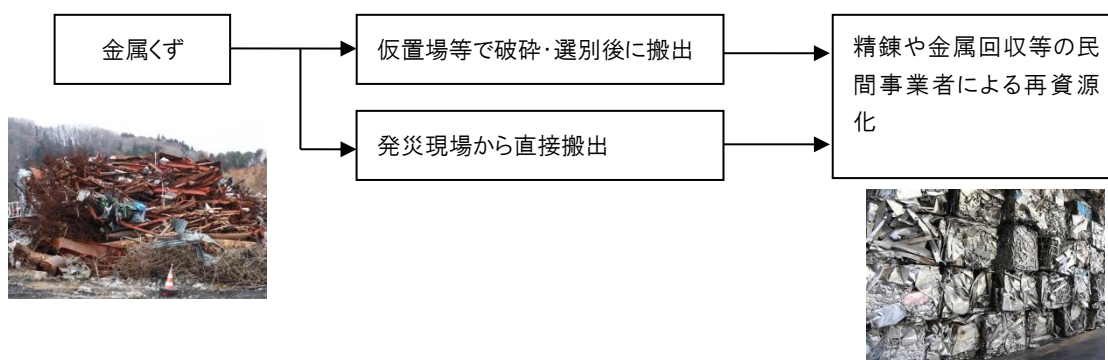 金属くず
仮置場等で破砕・選別後に搬出
精錬や金属回収等の民
間事業者による再資源
化
発災現場から直接搬出